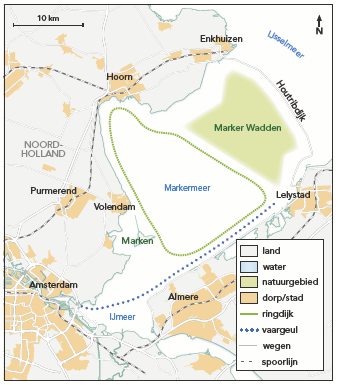 10 km
N
Enkhuizen
IJsselmeer
Hoorn
Houtribdijk
Marker Wadden
NOORD-
HOLLAND
Markermeer
Purmerend
Lelystad
Volendam
Marken
Amsterdam
Almere
IJmeer
land
water
natuurgebied
dorp/stad
ringdijk
vaargeul
wegen
spoorlijn